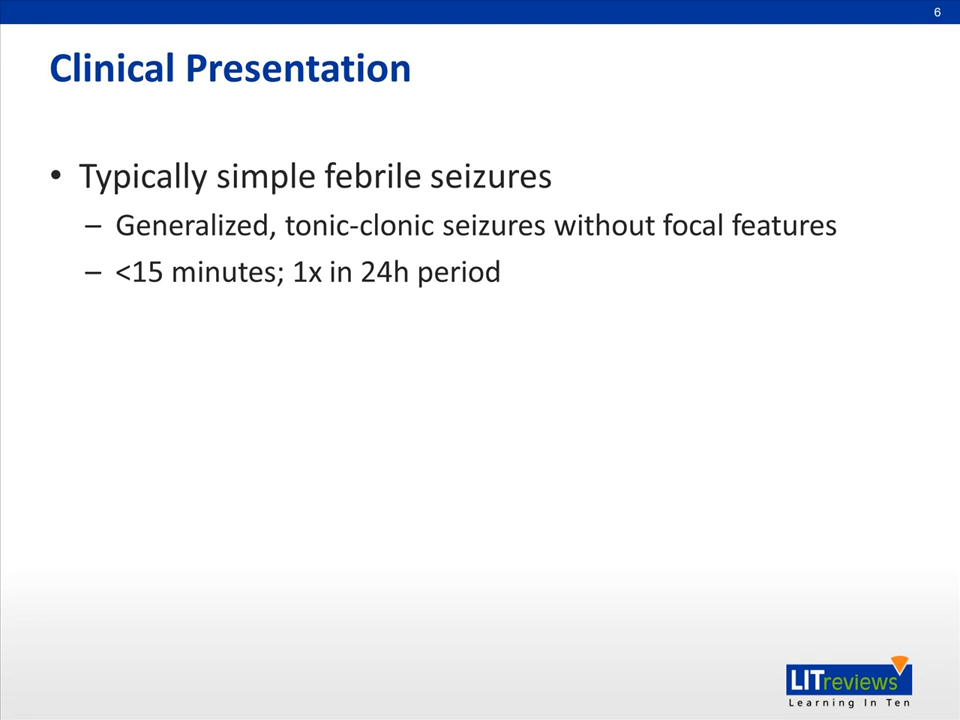 6
Clinical Presentation
• Typically simple febrile seizures
– Generalized, tonic-clonic seizures without focal features
– <15 minutes; 1x in 24h period
LITreviews
Learning In Ten